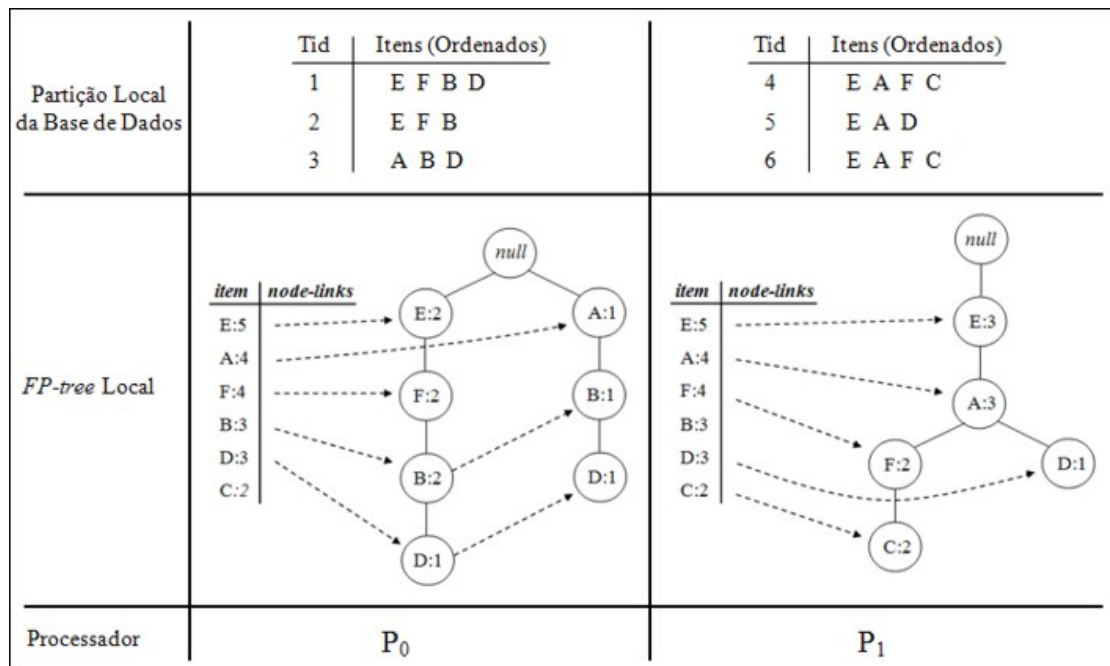 Partição Local
da Base de Dados
Tid Itens (Ordenados)
1 E F B D
2 E F B
3 A B D
Tid Itens (Ordenados)
4 E A F C
5 E A D
6 E A F C
FP-tree Local
item node-links
E:5
A:4
F:4
B:3
D:3
C:2
null
E:2
A:1
F:2
B:1
B:2
D:1
D:1
item node-links
E:5
A:4
F:4
B:3
D:3
C:2
null
E:3
A:3
F:2
D:1
C:2
Processador
P0
P1